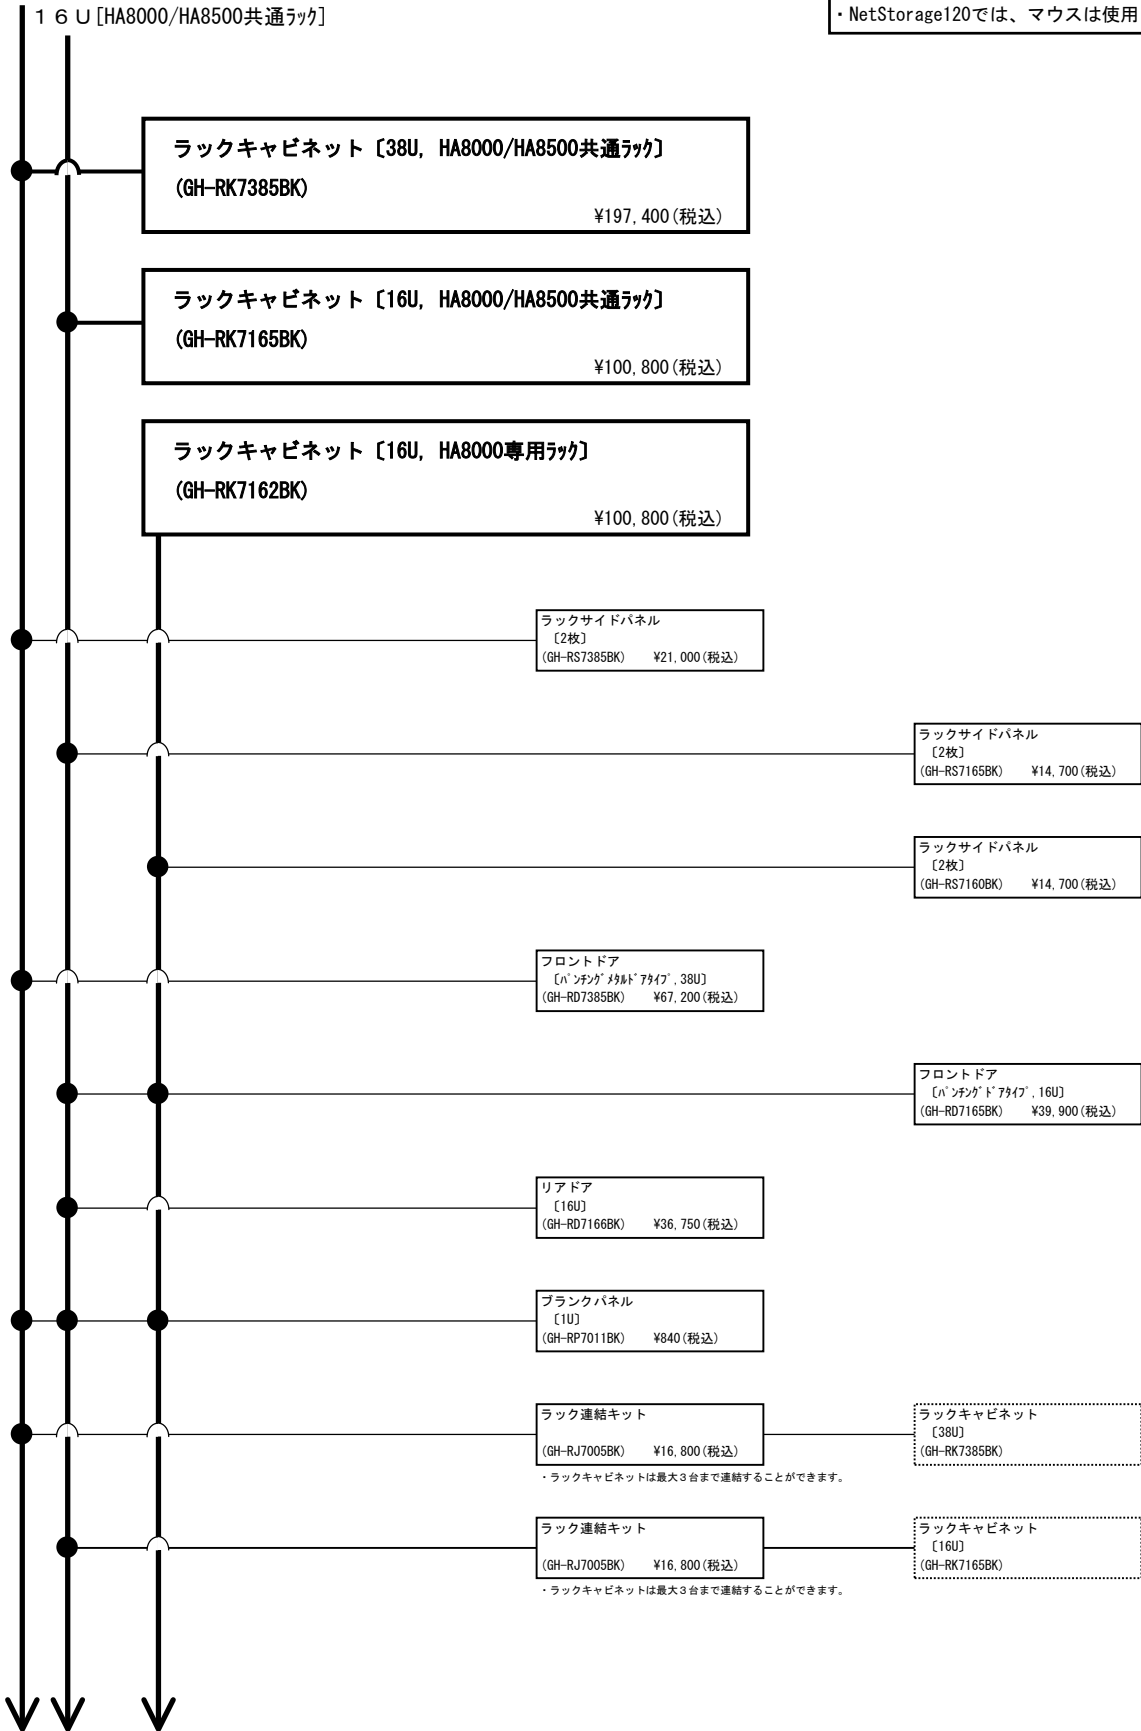 １６Ｕ[HA8000/HA8500共通ﾗｯｸ]
・NetStorage120では、マウスは使用
ラックキャビネット〔38U, HA8000/HA8500共通ﾗｯｸ〕
(GH-RK7385BK)
¥197,400(税込)
ラックキャビネット〔16U, HA8000/HA8500共通ﾗｯｸ〕
(GH-RK7165BK)
¥100,800(税込)
ラックキャビネット〔16U, HA8000専用ﾗｯｸ〕
(GH-RK7162BK)
¥100,800(税込)
ラックサイドパネル
〔2枚〕
(GH-RS7385BK) ¥21,000(税込)
ラックサイドパネル
〔2枚〕
(GH-RS7165BK) ¥14,700(税込)
ラックサイドパネル
〔2枚〕
(GH-RS7160BK) ¥14,700(税込)
フロントドア
〔ﾊﾟﾝﾁﾝｸﾞﾒﾀﾙﾄﾞｱﾀｲﾌﾟ,38U〕
(GH-RD7385BK) ¥67,200(税込)
フロントドア
〔ﾊﾟﾝﾁﾝｸﾞﾄﾞｱﾀｲﾌﾟ,16U〕
(GH-RD7165BK) ¥39,900(税込)
リアドア
〔16U〕
(GH-RD7166BK) ¥36,750(税込)
ブランクパネル
〔1U〕
(GH-RP7011BK) ¥840(税込)
ラック連結キット
(GH-RJ7005BK) ¥16,800(税込)
・ラックキャビネットは最大３台まで連結することができます。
ラックキャビネット
〔38U〕
(GH-RK7385BK)
ラック連結キット
(GH-RJ7005BK) ¥16,800(税込)
・ラックキャビネットは最大３台まで連結することができます。
ラックキャビネット
〔16U〕
(GH-RK7165BK)